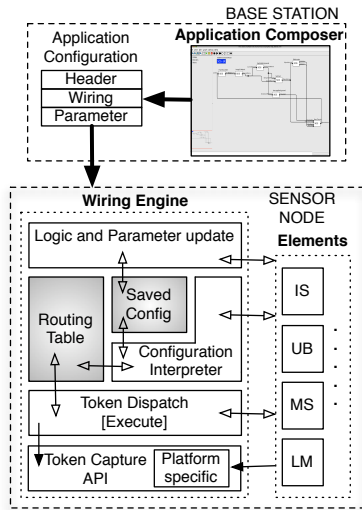 BASE STATION
Application
Configuration
Application Composer
Header
Wiring
Parameter
Wiring Engine
SENSOR
NODE
Elements
Logic and Parameter update
Routing
Table
Saved
Config
Configuration
Interpreter
Token Dispatch
[Execute]
Token Capture
API
Platform
specific
IS
UB
MS
LM